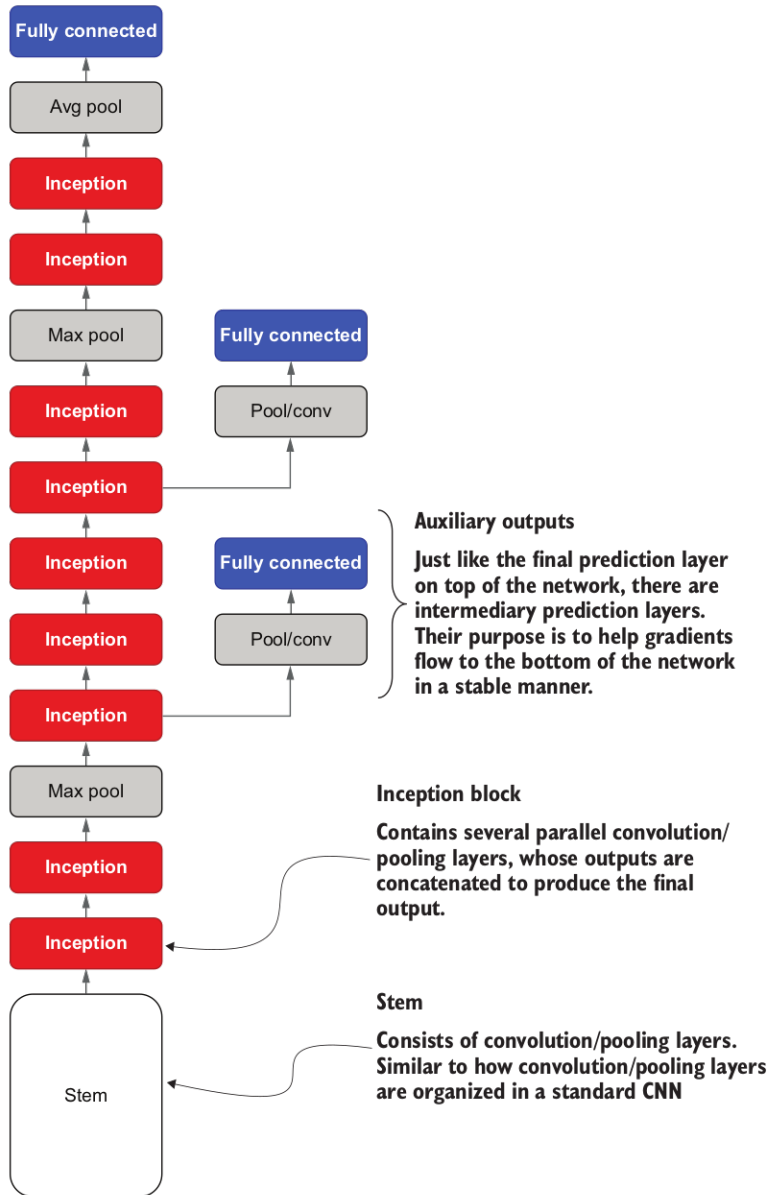 Fully connected
Avg pool
Inception
Inception
Max pool
Fully connected
Inception
Pool/conv
Inception
Auxiliary outputs
Inception
Fully connected
Just like the final prediction layer
on top of the network, there are
intermediary prediction layers.
Their purpose is to help gradients
flow to the bottom of the network
in a stable manner.
Inception
Pool/conv
Inception
Max pool
Inception block
Contains several parallel convolution/
pooling layers, whose outputs are
concatenated to produce the final
output.
Inception
Inception
Stem
Consists of convolution/pooling layers.
Similar to how convolution/pooling layers
are organized in a standard CNN
Stem